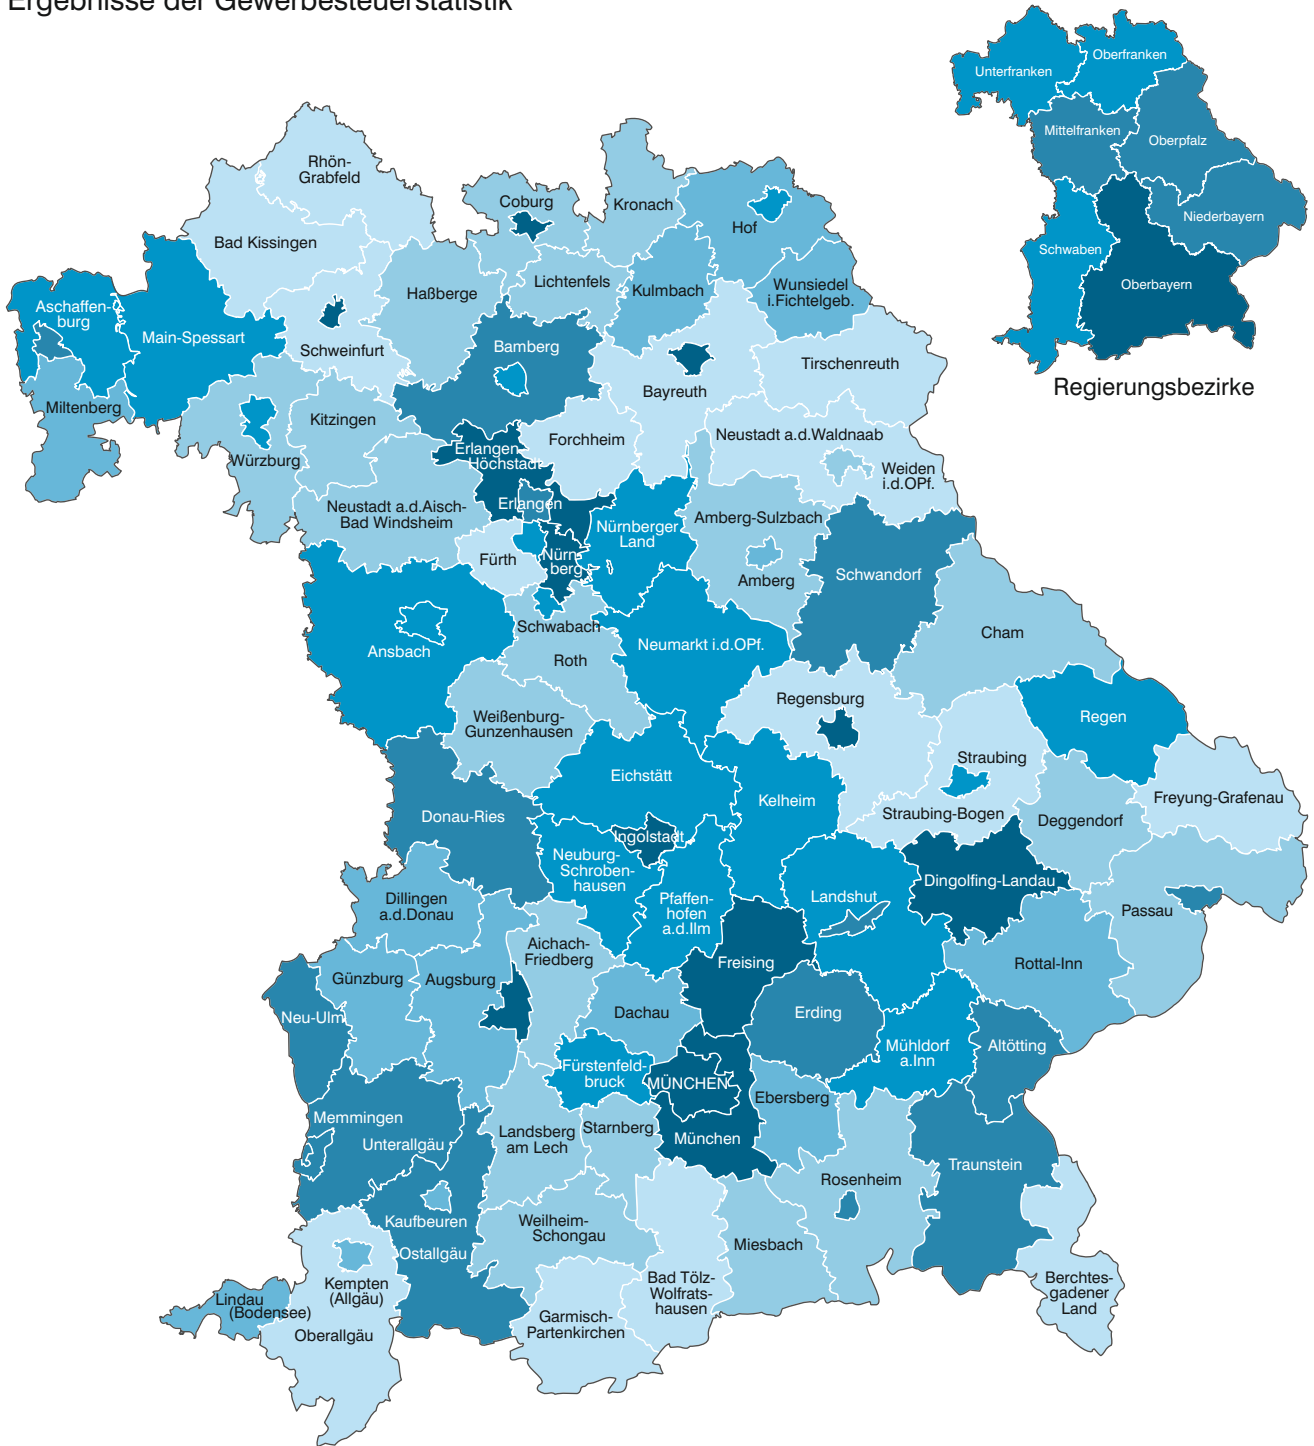 Ergebnisse der Gewerbesteuerstatistik
Oberfranken
Unterfranken
Mittelfranken
Oberpfalz
Niederbayern
Schwaben
Oberbayern
Regierungsbezirke
Rhön-
Grabfeld
Coburg
Kronach
Hof
Bad Kissingen
Lichtenfels
Haßberge
Kulmbach
Wunsiedel
i.Fichtelgeb.
Aschaffen-
burg
Main-Spessart
Schweinfurt
Bamberg
Bayreuth
Tirschenreuth
Miltenberg
Kitzingen
Würzburg
Forchheim
Neustadt a.d.Waldnaab
Erlangen-
Höchstadt
Weiden
i.d.OPf.
Neustadt a.d.Aisch-
Bad Windsheim
Erlangen
Nürnberger
Land
Amberg-Sulzbach
Fürth
Nürn-
berg
Amberg
Schwandorf
Schwabach
Ansbach
Roth
Neumarkt i.d.OPf.
Cham
Weißenburg-
Gunzenhausen
Regensburg
Regen
Straubing
Eichstätt
Kelheim
Freyung-Grafenau
Donau-Ries
Straubing-Bogen
Deggendorf
Ingolstadt
Neuburg-
Schroben-
hausen
Dingolfing-Landau
Dillingen
a.d.Donau
Pfaffen-
hofen
a.d.Ilm
Landshut
Passau
Aichach-
Friedberg
Freising
Rottal-Inn
Günzburg
Augsburg
Neu-Ulm
Dachau
Erding
Mühldorf
a.Inn
Altötting
Fürstenfeld-
bruck
MÜNCHEN
Ebersberg
Memmingen
Unterallgäu
Landsberg
am Lech
Starnberg
München
Traunstein
Rosenheim
Kaufbeuren
Weilheim-
Schongau
Ostallgäu
Miesbach
Kempten
(Allgäu)
Bad Tölz-
Wolfrats-
hausen
Berchtes-
gadener
Land
Lindau
(Bodensee)
Oberallgäu
Garmisch-
Partenkirchen